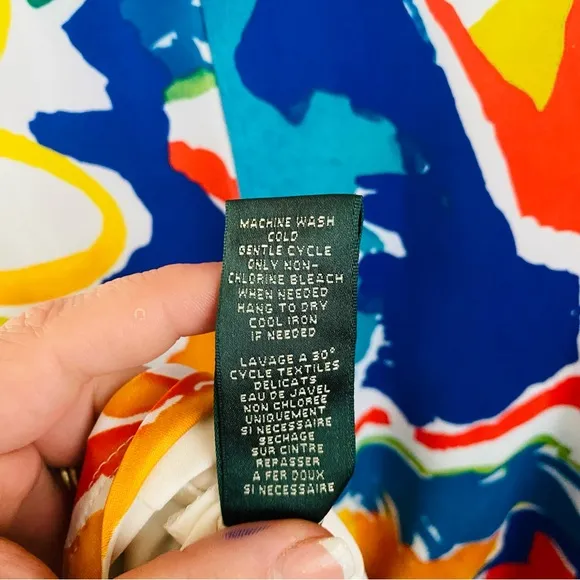 MACHINE WASH
COLD
GENTLE CYCLE
ONLY NON-
CHLORINE BLEACH
WHEN NEEDED
HANG TO DRY
COOL IRON
IF NEEDED
LAVAGE A 30°
CYCLE TEXTILES
DELICATS
EAU DE JAVEL
NON CHLOREE
UNIQUEMENT
SI NECESSAIRE
SECHAGE
SUR CINTRE
REPASSER
A FER DOUX
SI NECESSAIRE